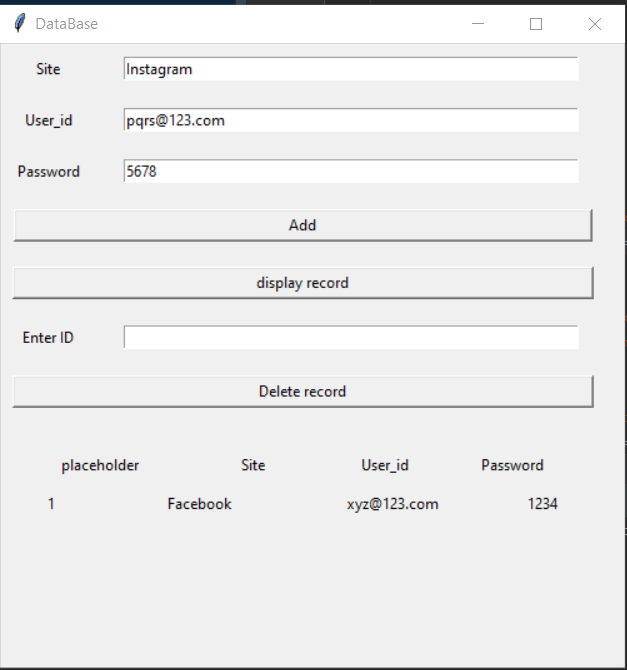 DataBase
Site Instagram
User_id pqrs@123.com
Password 5678
Add
display record
Enter ID
Delete record
placeholder Site User_id Password
1 Facebook xyz@123.com 1234